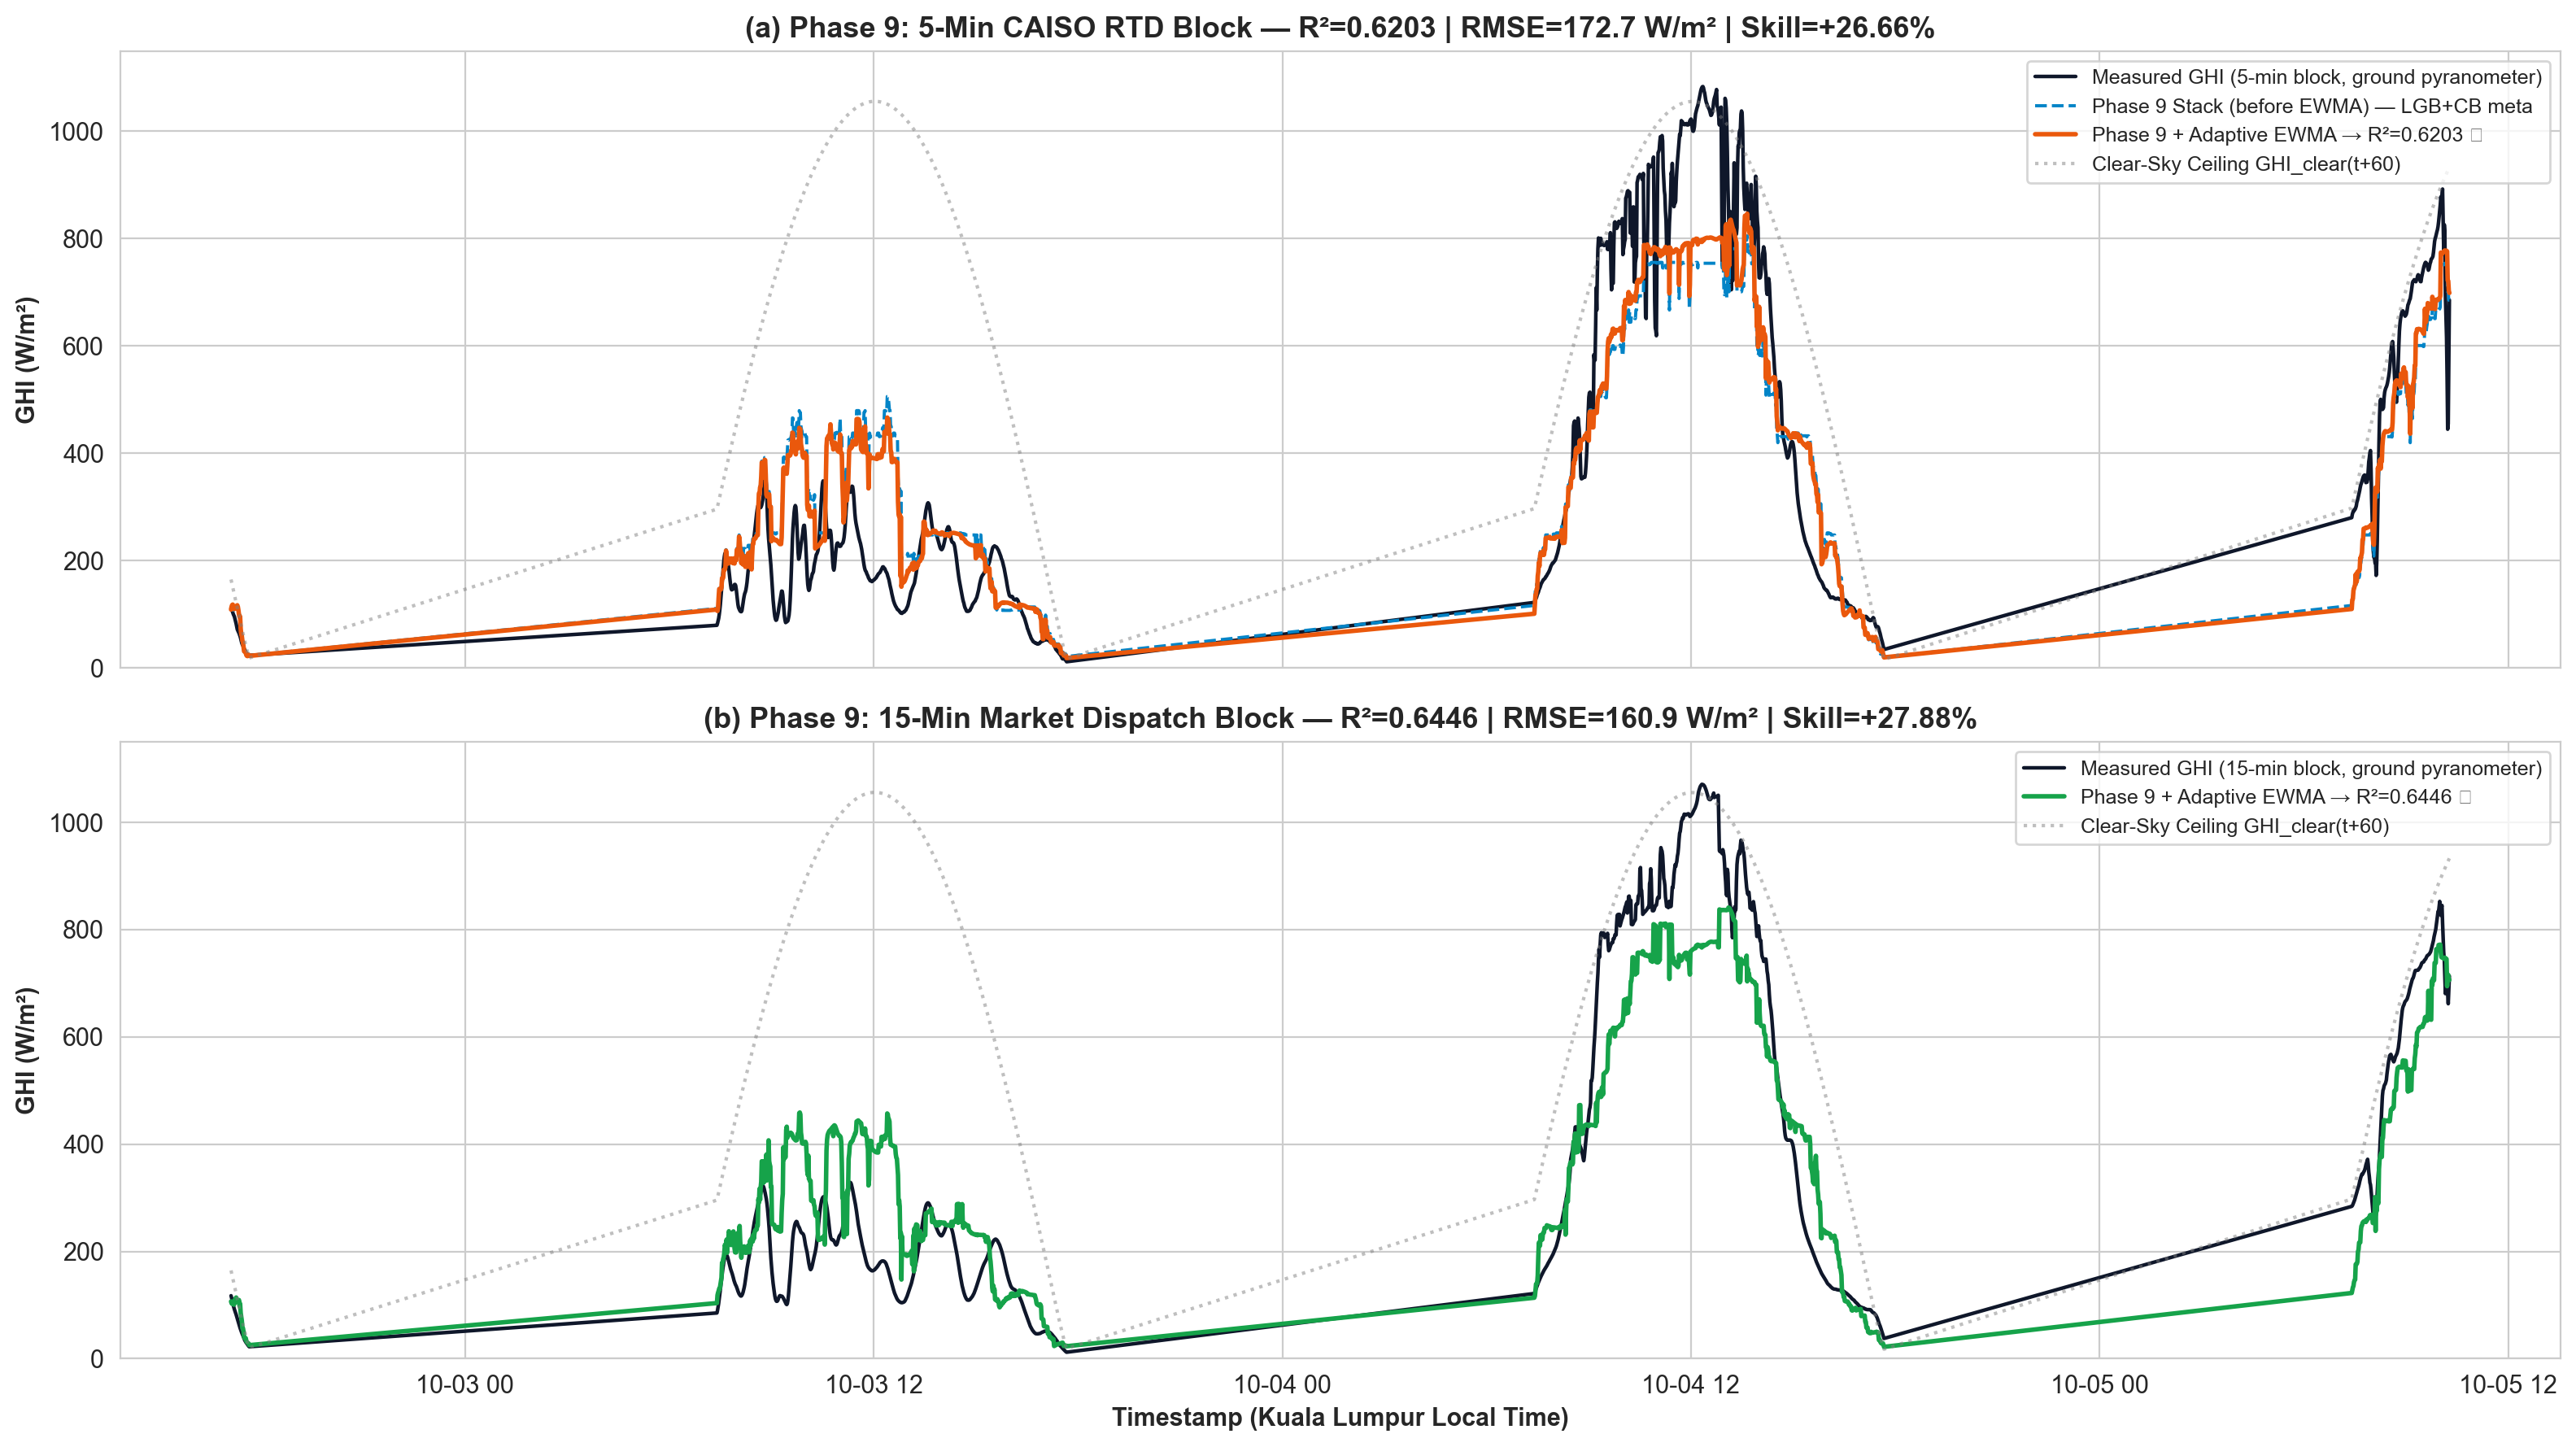 (a) Phase 9: 5-Min CAISO RTD Block — R²=0.6203 | RMSE=172.7 W/m² | Skill=+26.66%
Measured GHI (5-min block, ground pyranometer)
Phase 9 Stack (before EWMA) — LGB+CB meta
Phase 9 + Adaptive EWMA → R²=0.6203 
Clear-Sky Ceiling GHI_clear(t+60)
GHI (W/m²)
1000
800
600
400
200
0
(b) Phase 9: 15-Min Market Dispatch Block — R²=0.6446 | RMSE=160.9 W/m² | Skill=+27.88%
Measured GHI (15-min block, ground pyranometer)
Phase 9 + Adaptive EWMA → R²=0.6446 
Clear-Sky Ceiling GHI_clear(t+60)
GHI (W/m²)
1000
800
600
400
200
0
10-03 00
10-03 12
10-04 00
10-04 12
10-05 00
10-05 12
Timestamp (Kuala Lumpur Local Time)